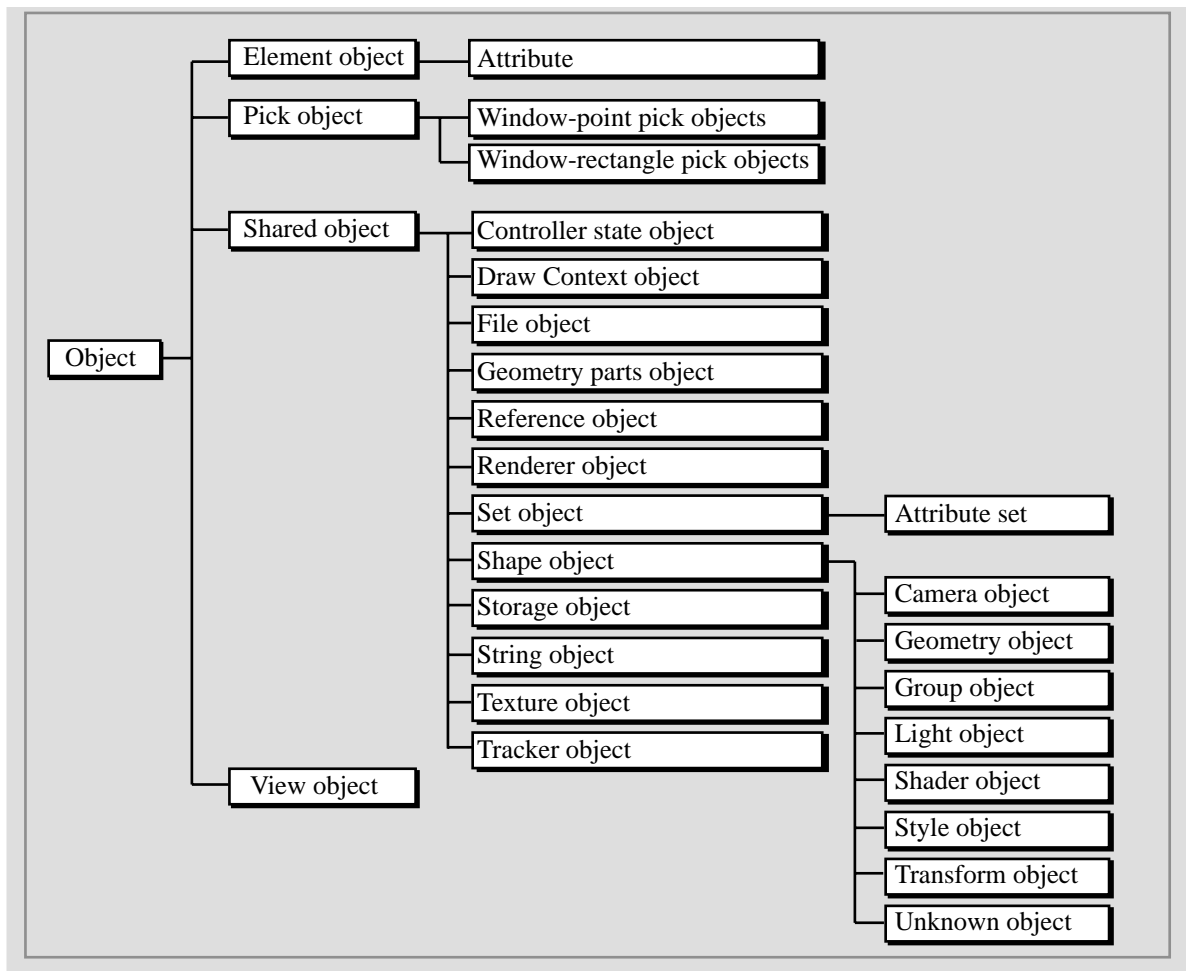 Element object
Attribute
Pick object
Window-point pick objects
Window-rectangle pick objects
Shared object
Controller state object
Draw Context object
File object
Object
Geometry parts object
Reference object
Renderer object
Set object
Attribute set
Shape object
Camera object
Storage object
Geometry object
String object
Group object
Texture object
Light object
Tracker object
Shader object
View object
Style object
Transform object
Unknown object